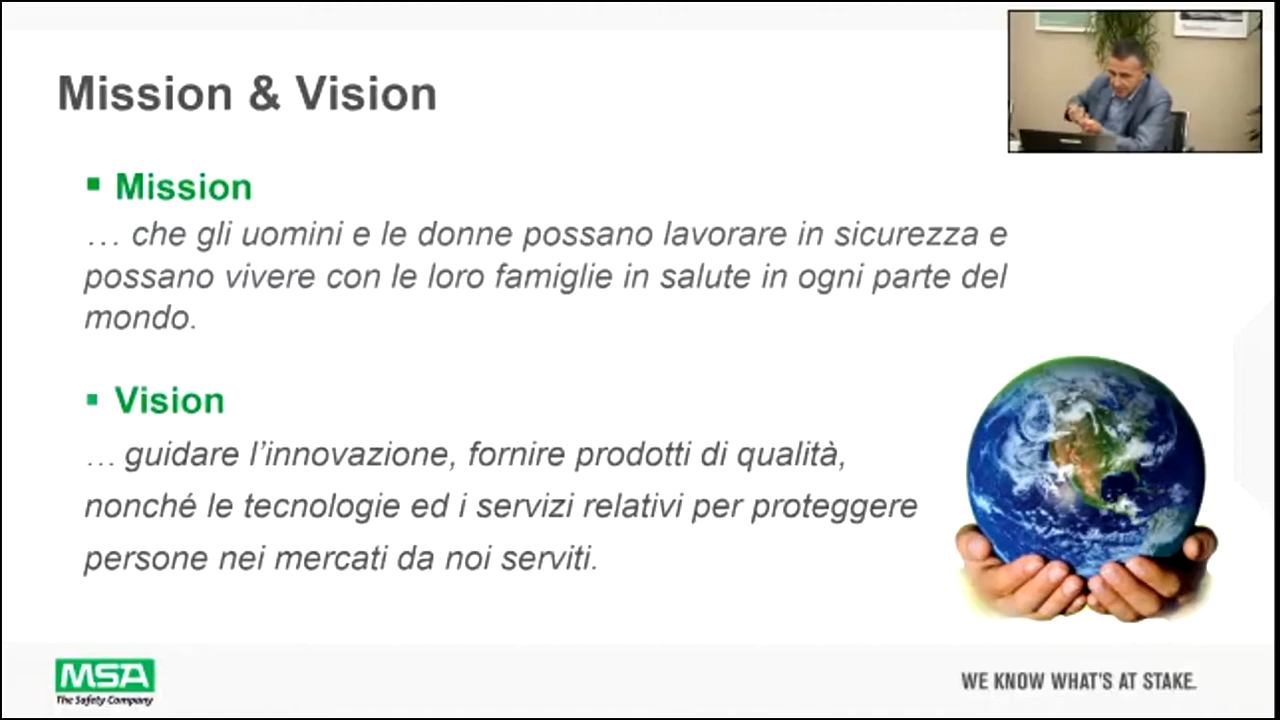 Mission & Vision
Mission
… che gli uomini e le donne possano lavorare in sicurezza e
possano vivere con le loro famiglie in salute in ogni parte del
mondo.
Vision
… guidare l’innovazione, fornire prodotti di qualità,
nonché le tecnologie ed i servizi relativi per proteggere
persone nei mercati da noi serviti.
MSA
The Safety Company
WE KNOW WHAT'S AT STAKE.